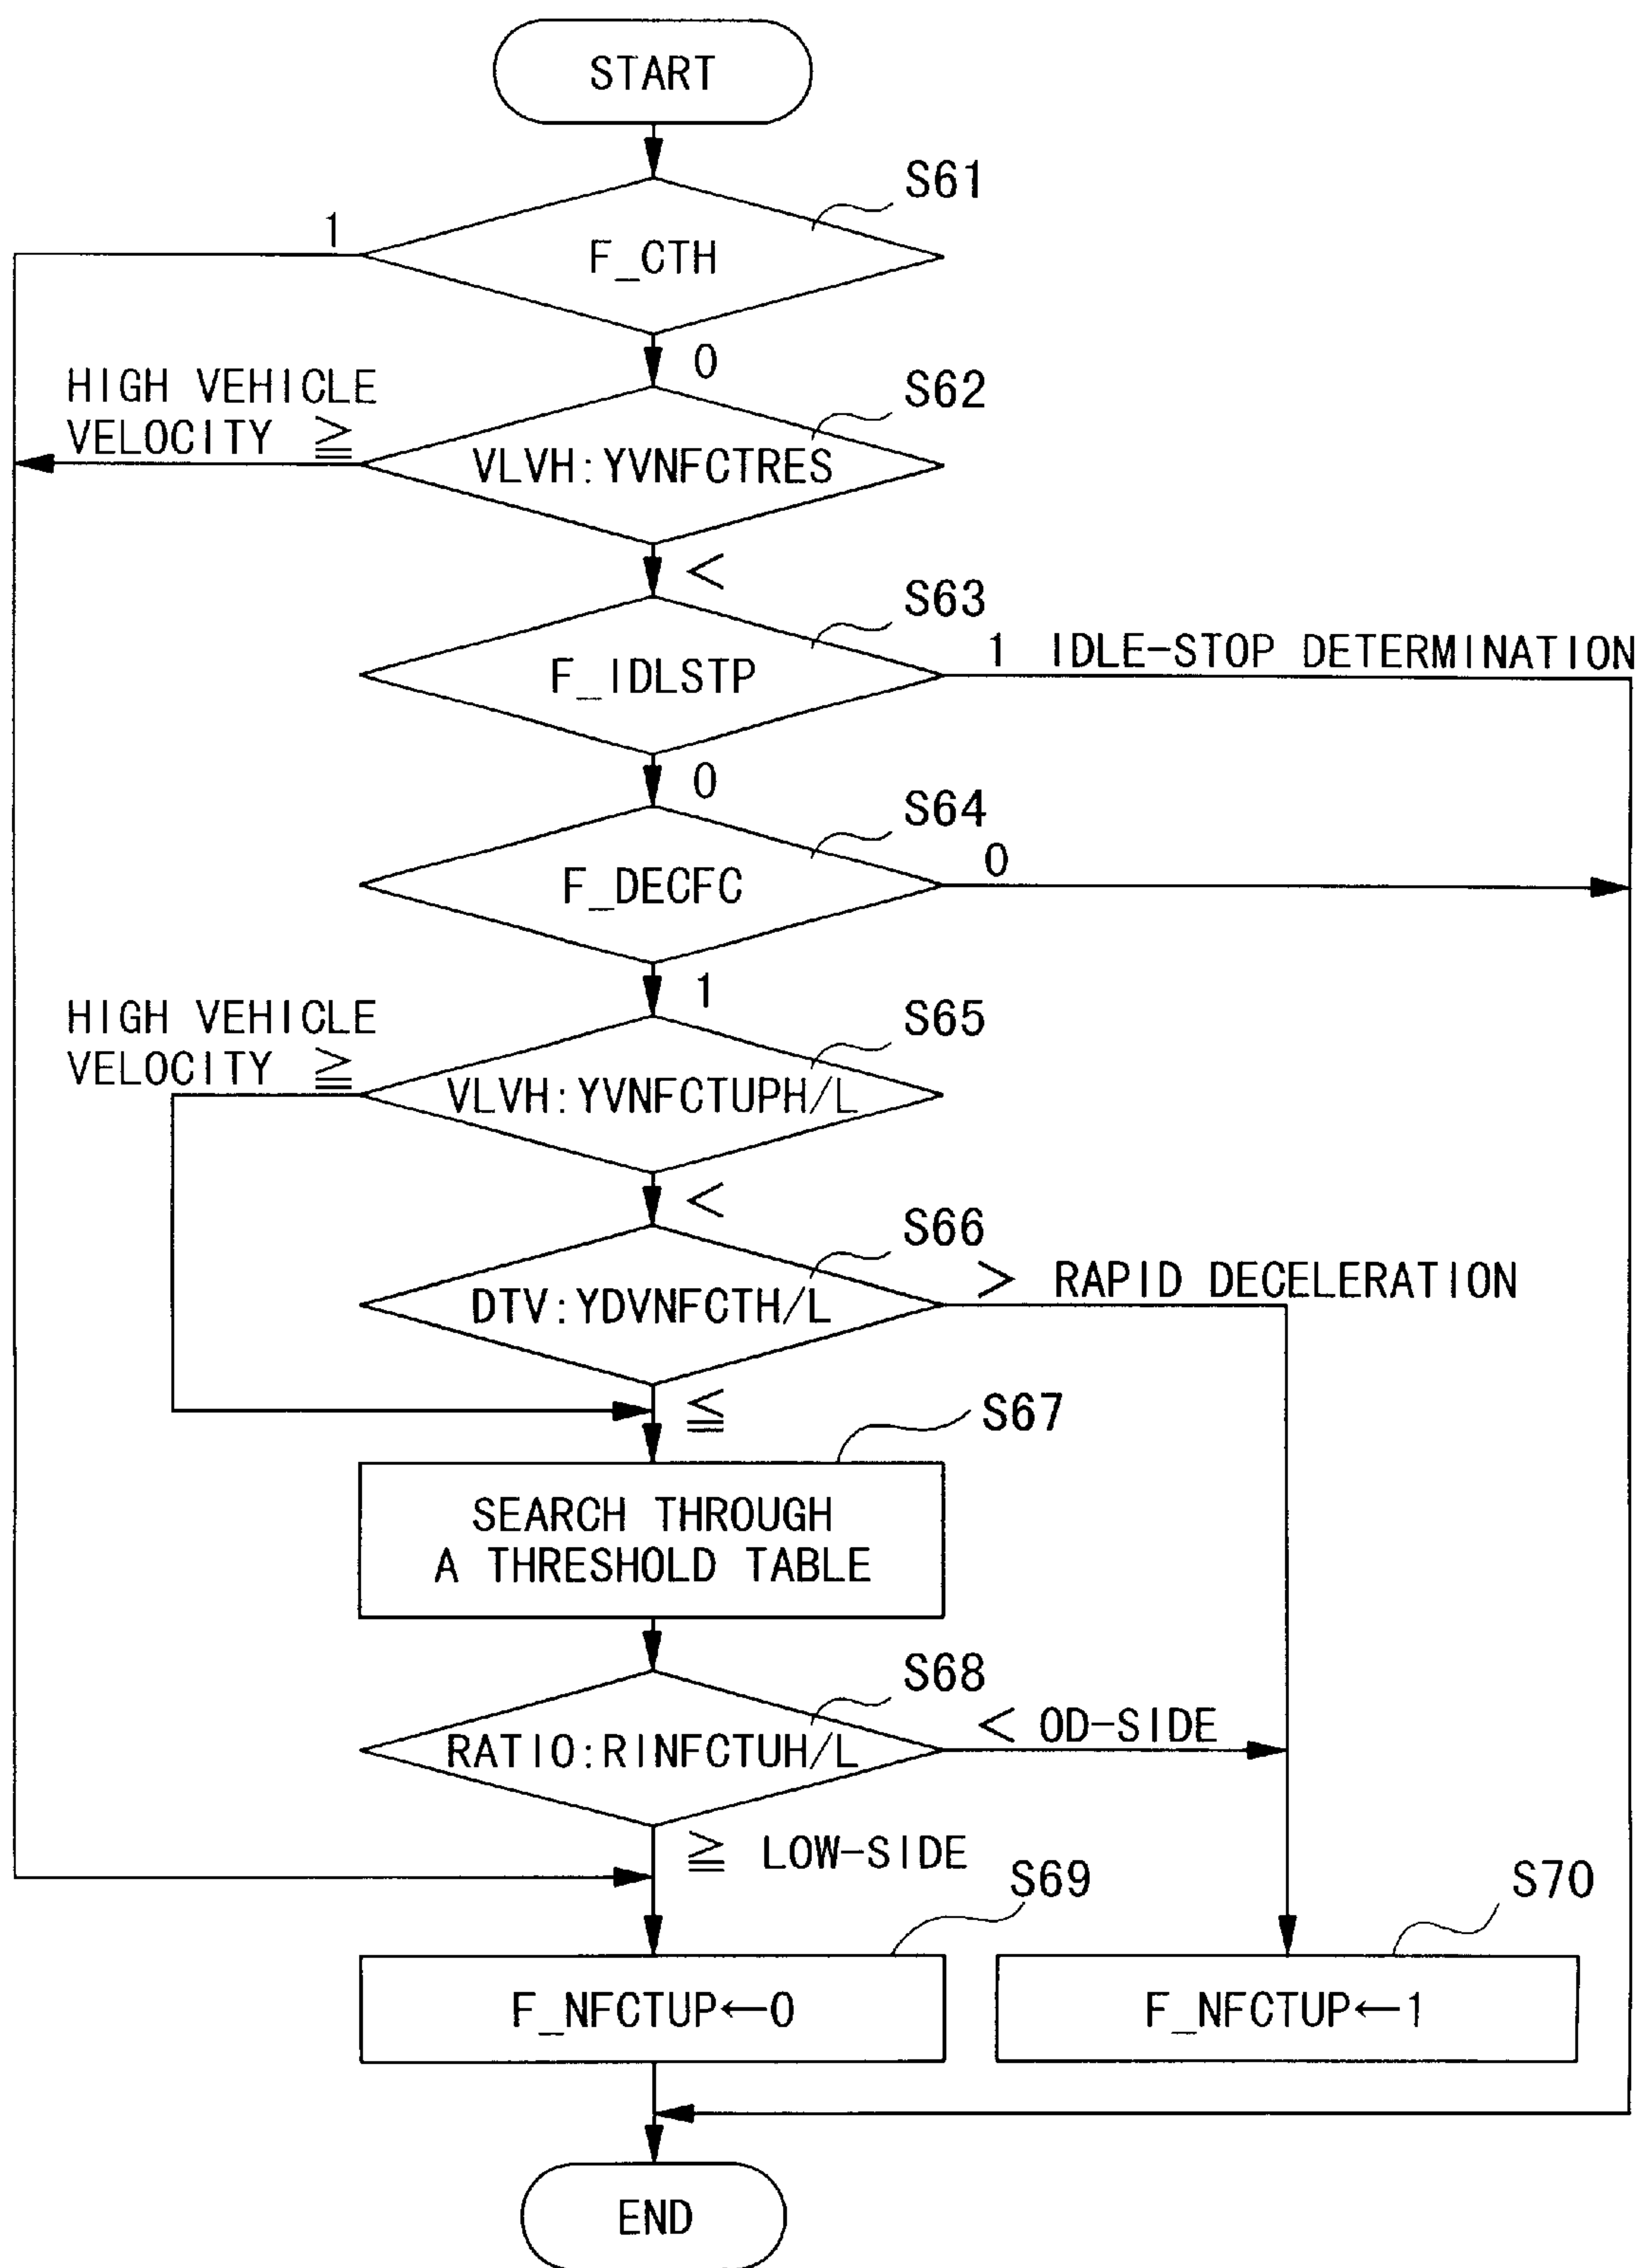 START
S61
1
F_CTH
0
S62
HIGH VEHICLE
VELOCITY ≧
VLVH:YVNFCTRES
<
S63
1 IDLE-STOP DETERMINATION
F_IDLSTP
0
S64
0
F_DECFC
1
S65
HIGH VEHICLE
VELOCITY ≧
VLVH:YVNFCTUPH/L
<
S66
> RAPID DECELERATION
DTV:YDVNFCTH/L
≦
S67
SEARCH THROUGH
A THRESHOLD TABLE
S68
< OD-SIDE
RATIO:RINFCTUH/L
≧ LOW-SIDE
S69
S70
F_NFCTUP←0
F_NFCTUP←1
END